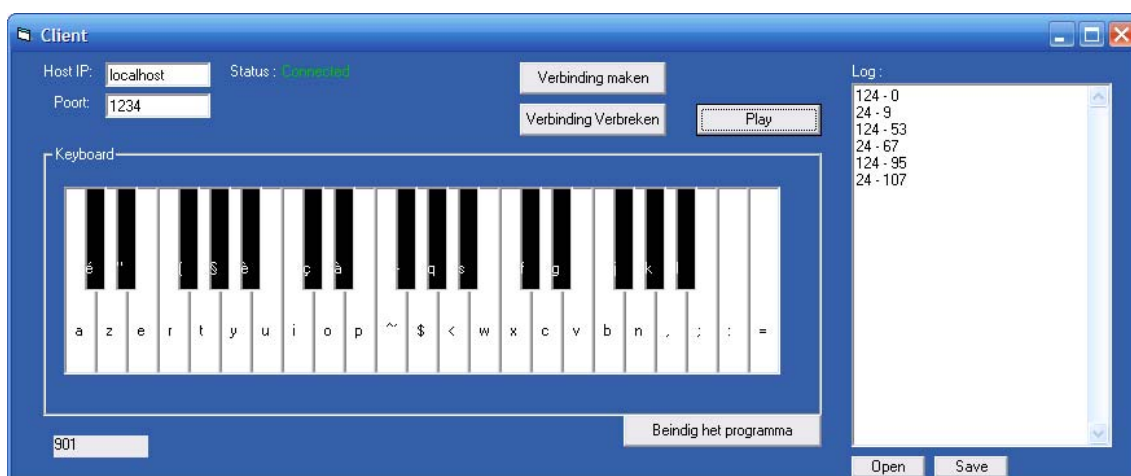 Client
Host IP: localhost Status : Connected
Poort: 1234
Verbinding maken
Verbinding Verbreken Play
Log :
124 - 0
24 - 9
124 - 53
24 - 67
124 - 95
24 - 107
Keyboard
é " ( § è ç à - q s f g j k l
a z e r t y u i o p ^ $ < w x c v b n , ; : =
901
Beindig het programma
Open Save